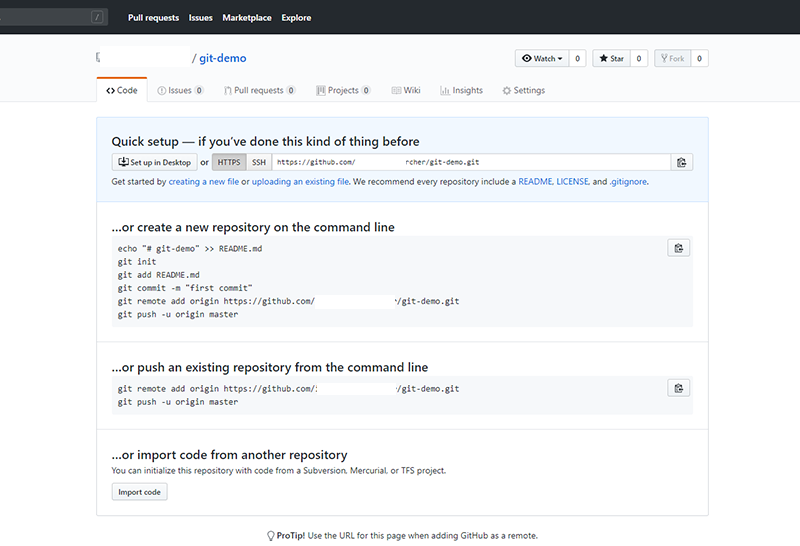 /
Pull requests Issues Marketplace Explore
/ git-demo
Watch 0 Star 0 Fork 0
Code Issues 0 Pull requests 0 Projects 0 Wiki Insights Settings
Quick setup — if you've done this kind of thing before
Set up in Desktop or HTTPS SSH https://github.com/ rcher/git-demo.git
Get started by creating a new file or uploading an existing file. We recommend every repository include a README, LICENSE, and .gitignore.
...or create a new repository on the command line
echo "# git-demo" >> README.md
git init
git add README.md
git commit -m "first commit"
git remote add origin https://github.com/ /git-demo.git
git push -u origin master
...or push an existing repository from the command line
git remote add origin https://github.com/ /git-demo.git
git push -u origin master
...or import code from another repository
You can initialize this repository with code from a Subversion, Mercurial, or TFS project.
Import code
ProTip! Use the URL for this page when adding GitHub as a remote.